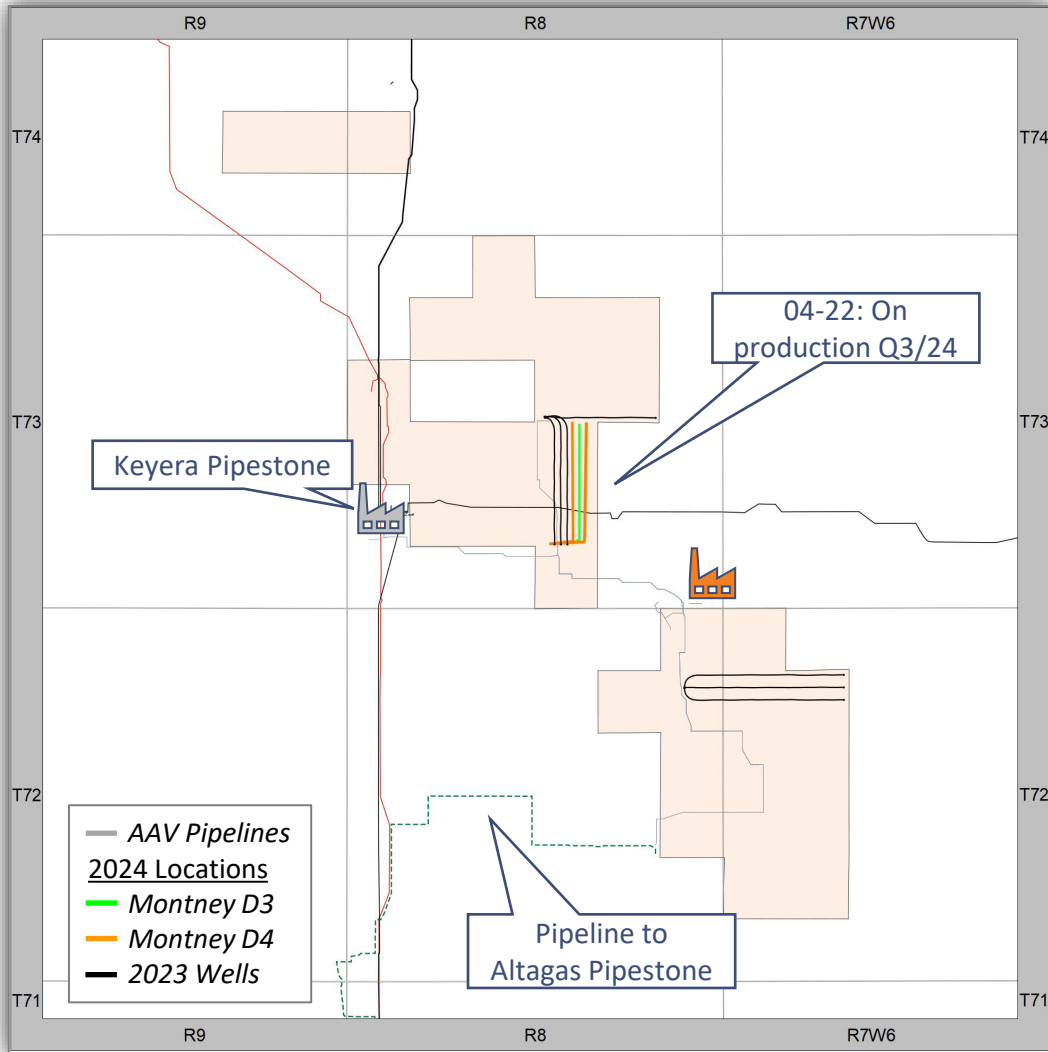 R9
R8
R7W6
T74
T74
04-22: On
production Q3/24
T73
T73
Keyera Pipestone
T72
T72
AAV Pipelines
2024 Locations
Montney D3
Montney D4
2023 Wells
Pipeline to
Altagas Pipestone
T71
T71
R9
R8
R7W6